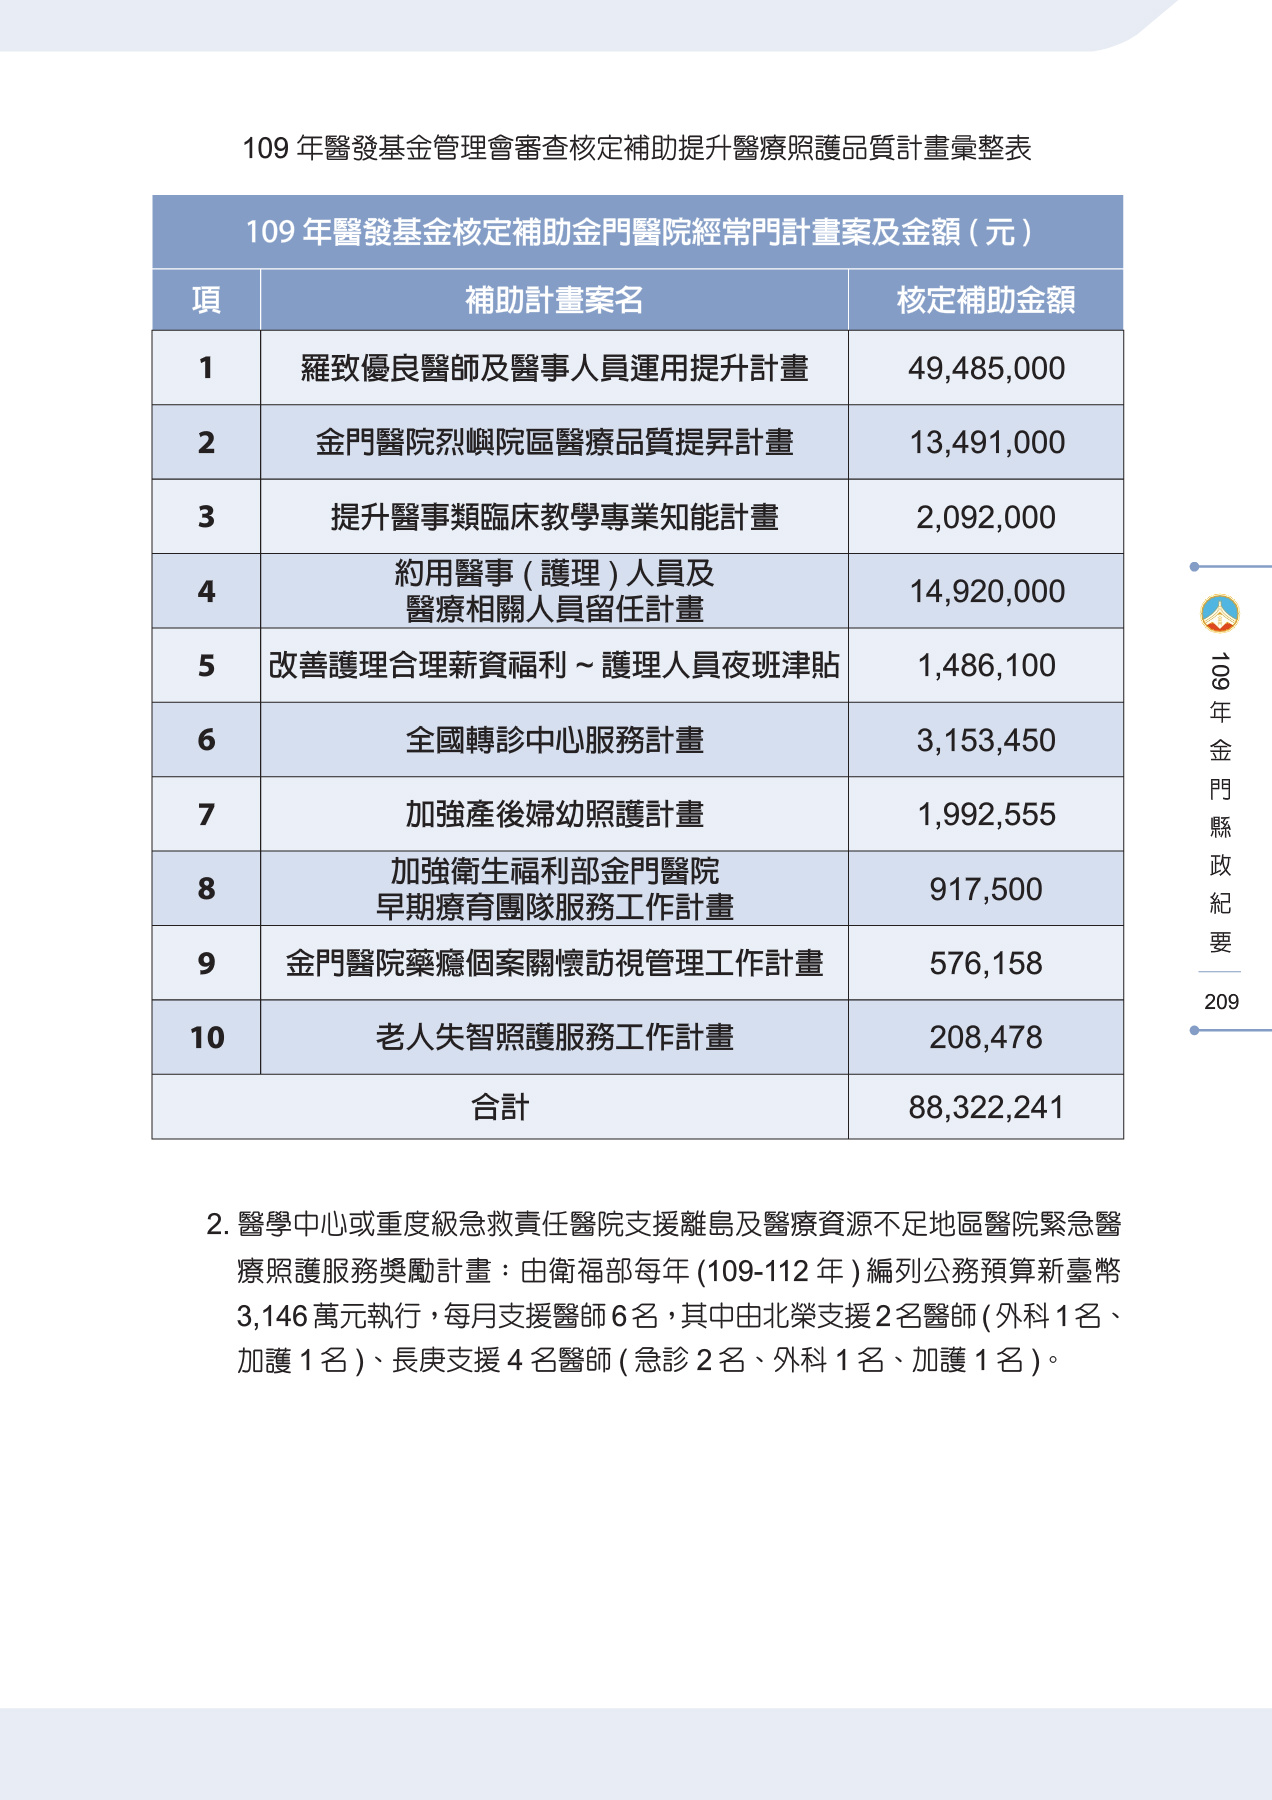 109 年醫發基金管理會審查核定補助提升醫療照護品質計畫彙整表
109 年醫發基金核定補助金門醫院經常門計畫案及金額 ( 元 )
項 補助計畫案名 核定補助金額
1 羅致優良醫師及醫事人員運用提升計畫 49,485,000
2 金門醫院烈嶼院區醫療品質提昇計畫 13,491,000
3 提升醫事類臨床教學專業知能計畫 2,092,000
4 約用醫事 ( 護理 ) 人員及
醫療相關人員留任計畫 14,920,000
5 改善護理合理薪資福利 ~ 護理人員夜班津貼 1,486,100
6 全國轉診中心服務計畫 3,153,450
7 加強產後婦幼照護計畫 1,992,555
8 加強衛生福利部金門醫院
早期療育團隊服務工作計畫 917,500
9 金門醫院藥癮個案關懷訪視管理工作計畫 576,158
10 老人失智照護服務工作計畫 208,478
合計 88,322,241
2. 醫學中心或重度級急救責任醫院支援離島及醫療資源不足地區醫院緊急醫
療照護服務獎勵計畫：由衛福部每年 (109-112 年 ) 編列公務預算新臺幣
3,146 萬元執行，每月支援醫師 6 名，其中由北榮支援 2 名醫師 ( 外科 1 名、
加護 1 名 )、長庚支援 4 名醫師 ( 急診 2 名、外科 1 名、加護 1 名 )。
109 年金門縣政紀要
209